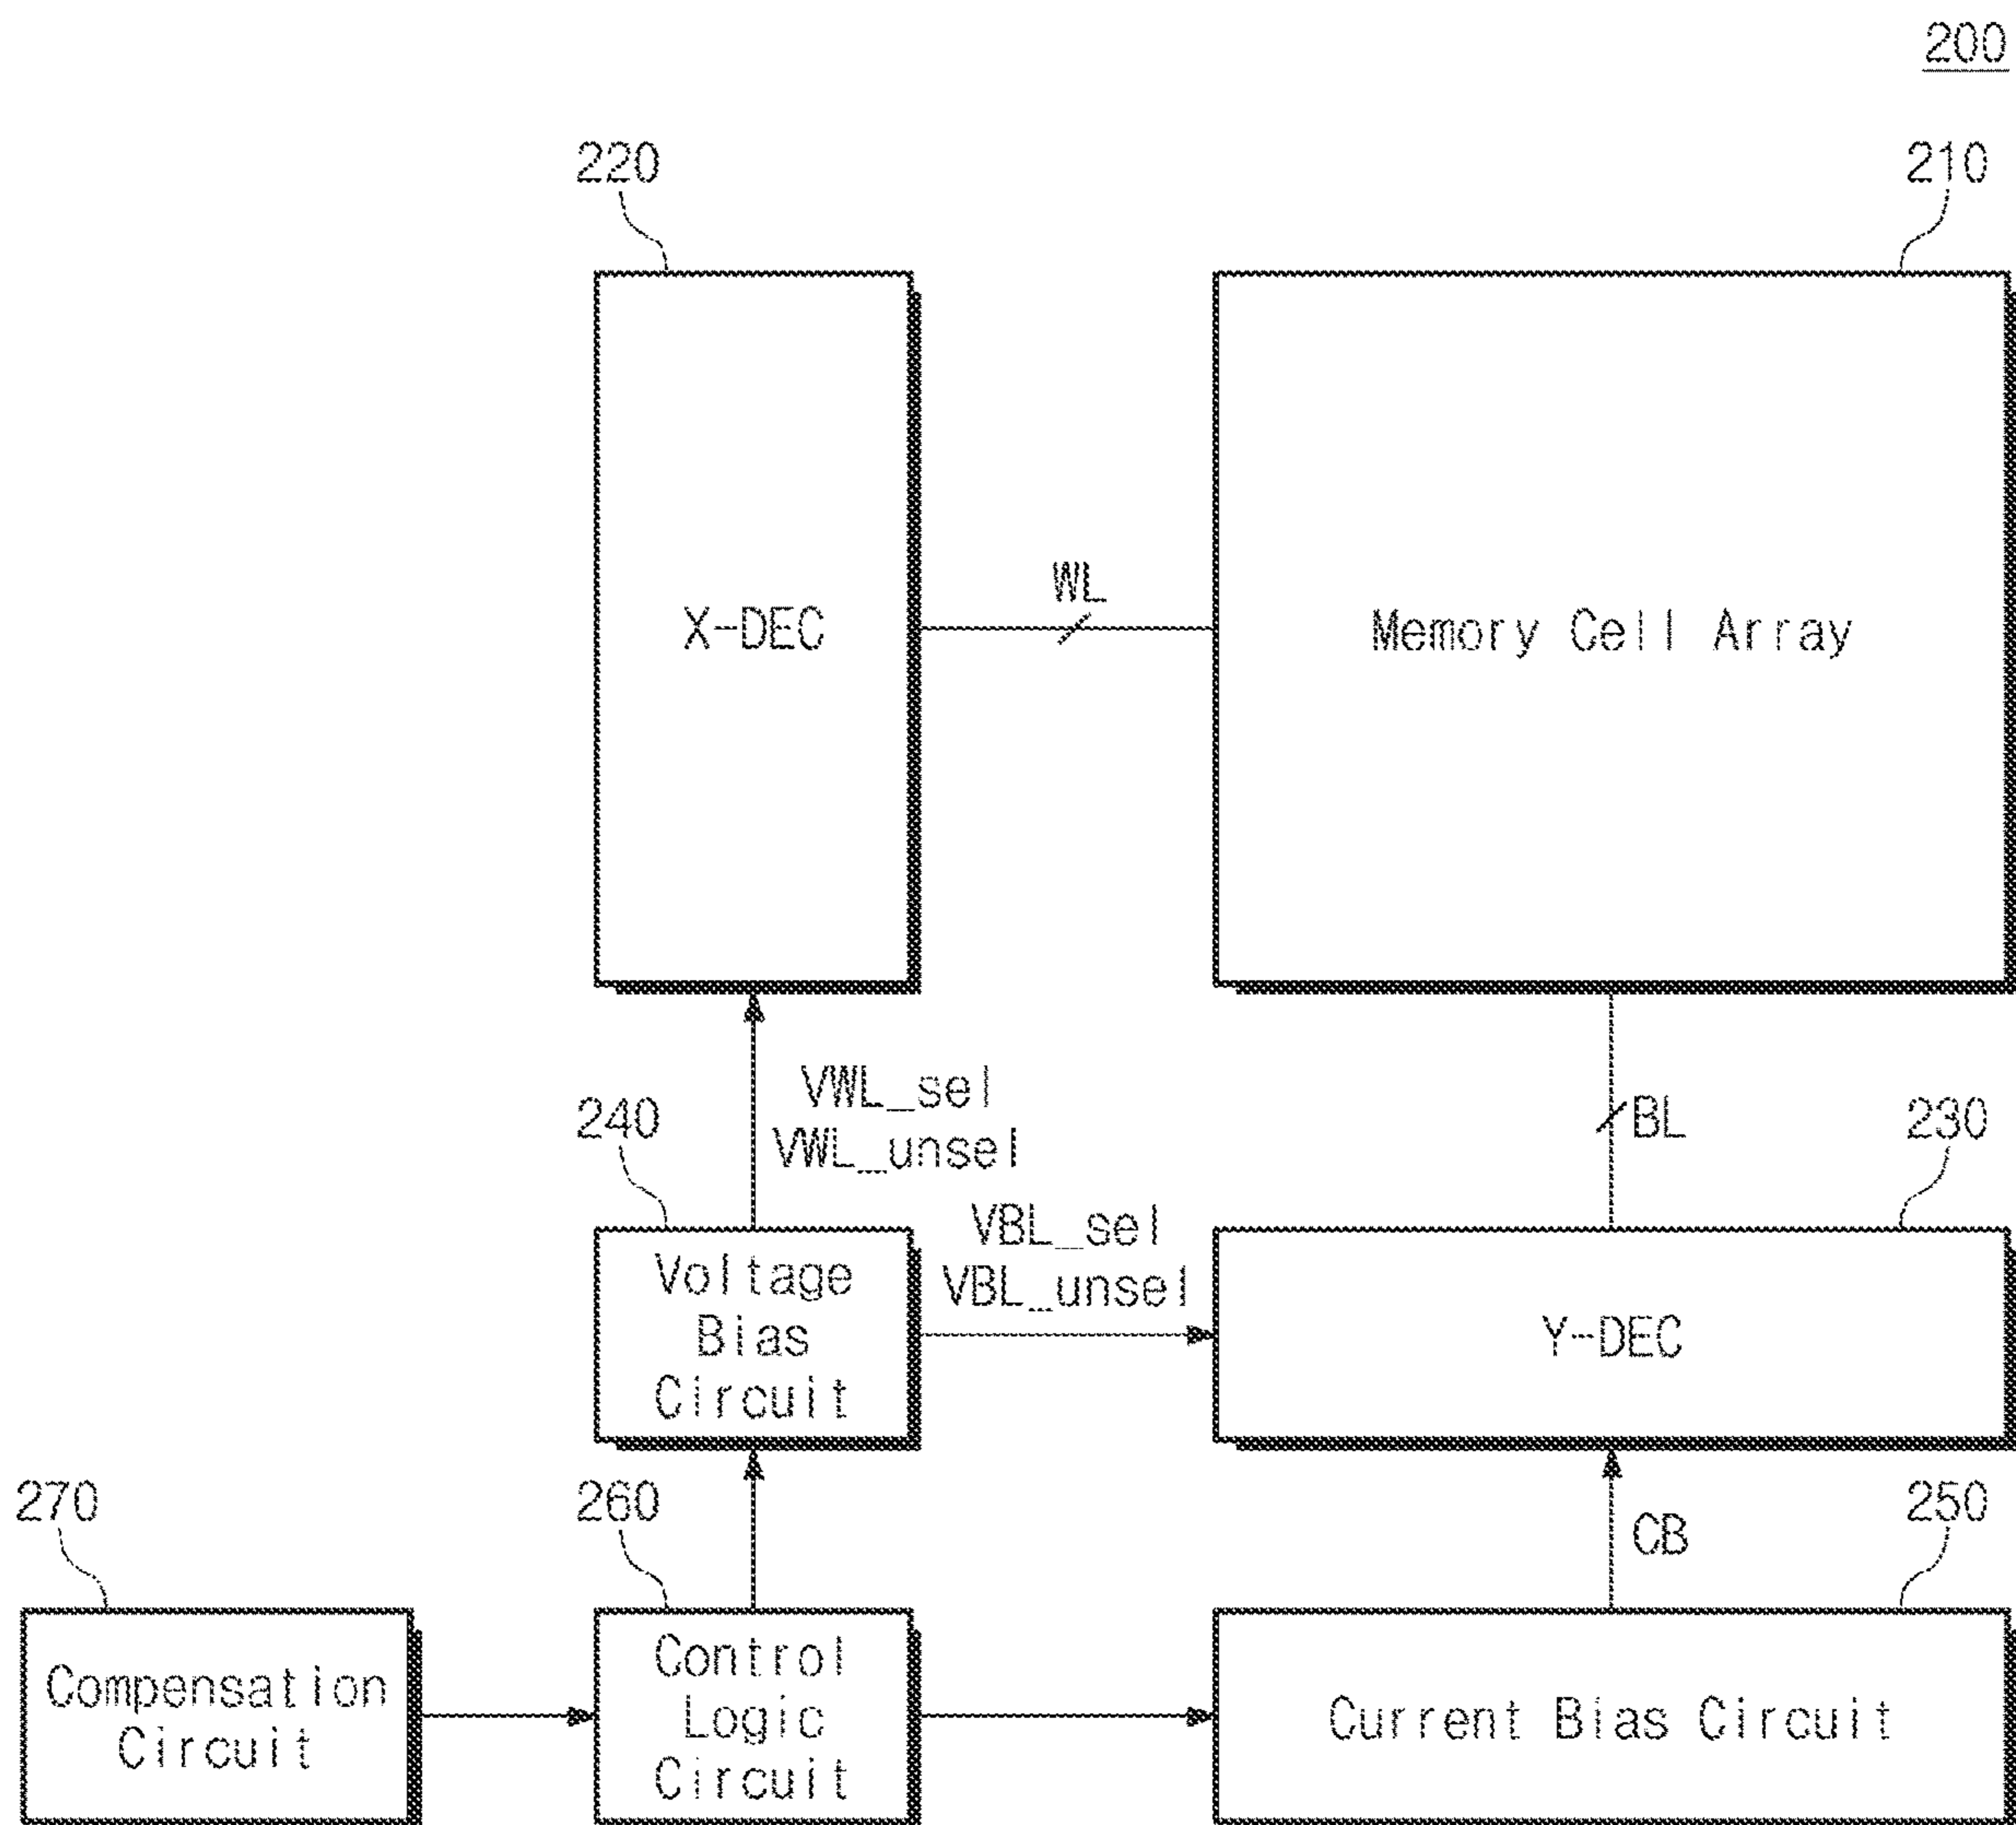 200
220
210
X-DEC
WL
Memory Cell Array
VWL_sel
VWL_unsel
240
BL
230
VBL_sel
VBL_unsel
Voltage
Bias
Circuit
Y-DEC
270
260
CB
250
Compensation
Circuit
Control
Logic
Circuit
Current Bias Circuit